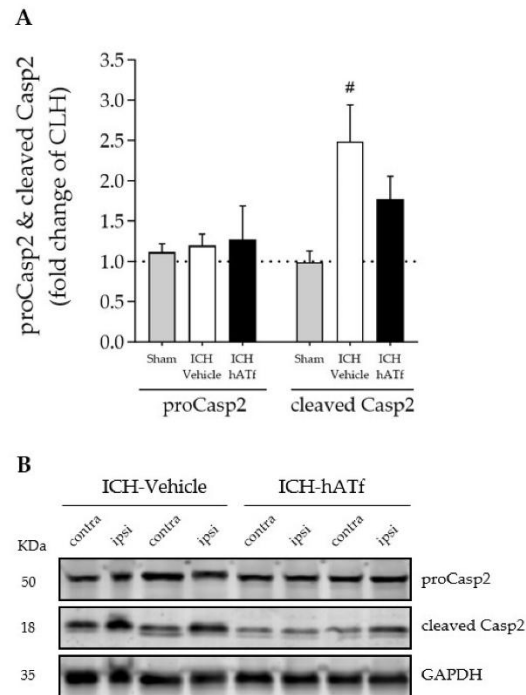 A
proCasp2 & cleaved Casp2
(fold change of CLH)
3.5
3.0
2.5
2.0
1.5
1.0
0.5
0.0
#
Sham ICH ICH Sham ICH ICH
Vehicle hATf Vehicle hATf
proCasp2 cleaved Casp2
B
ICH-Vehicle ICH-hATf
contra ipsi contra ipsi contra ipsi contra ipsi
KDa
50 proCasp2
18 cleaved Casp2
35 GAPDH